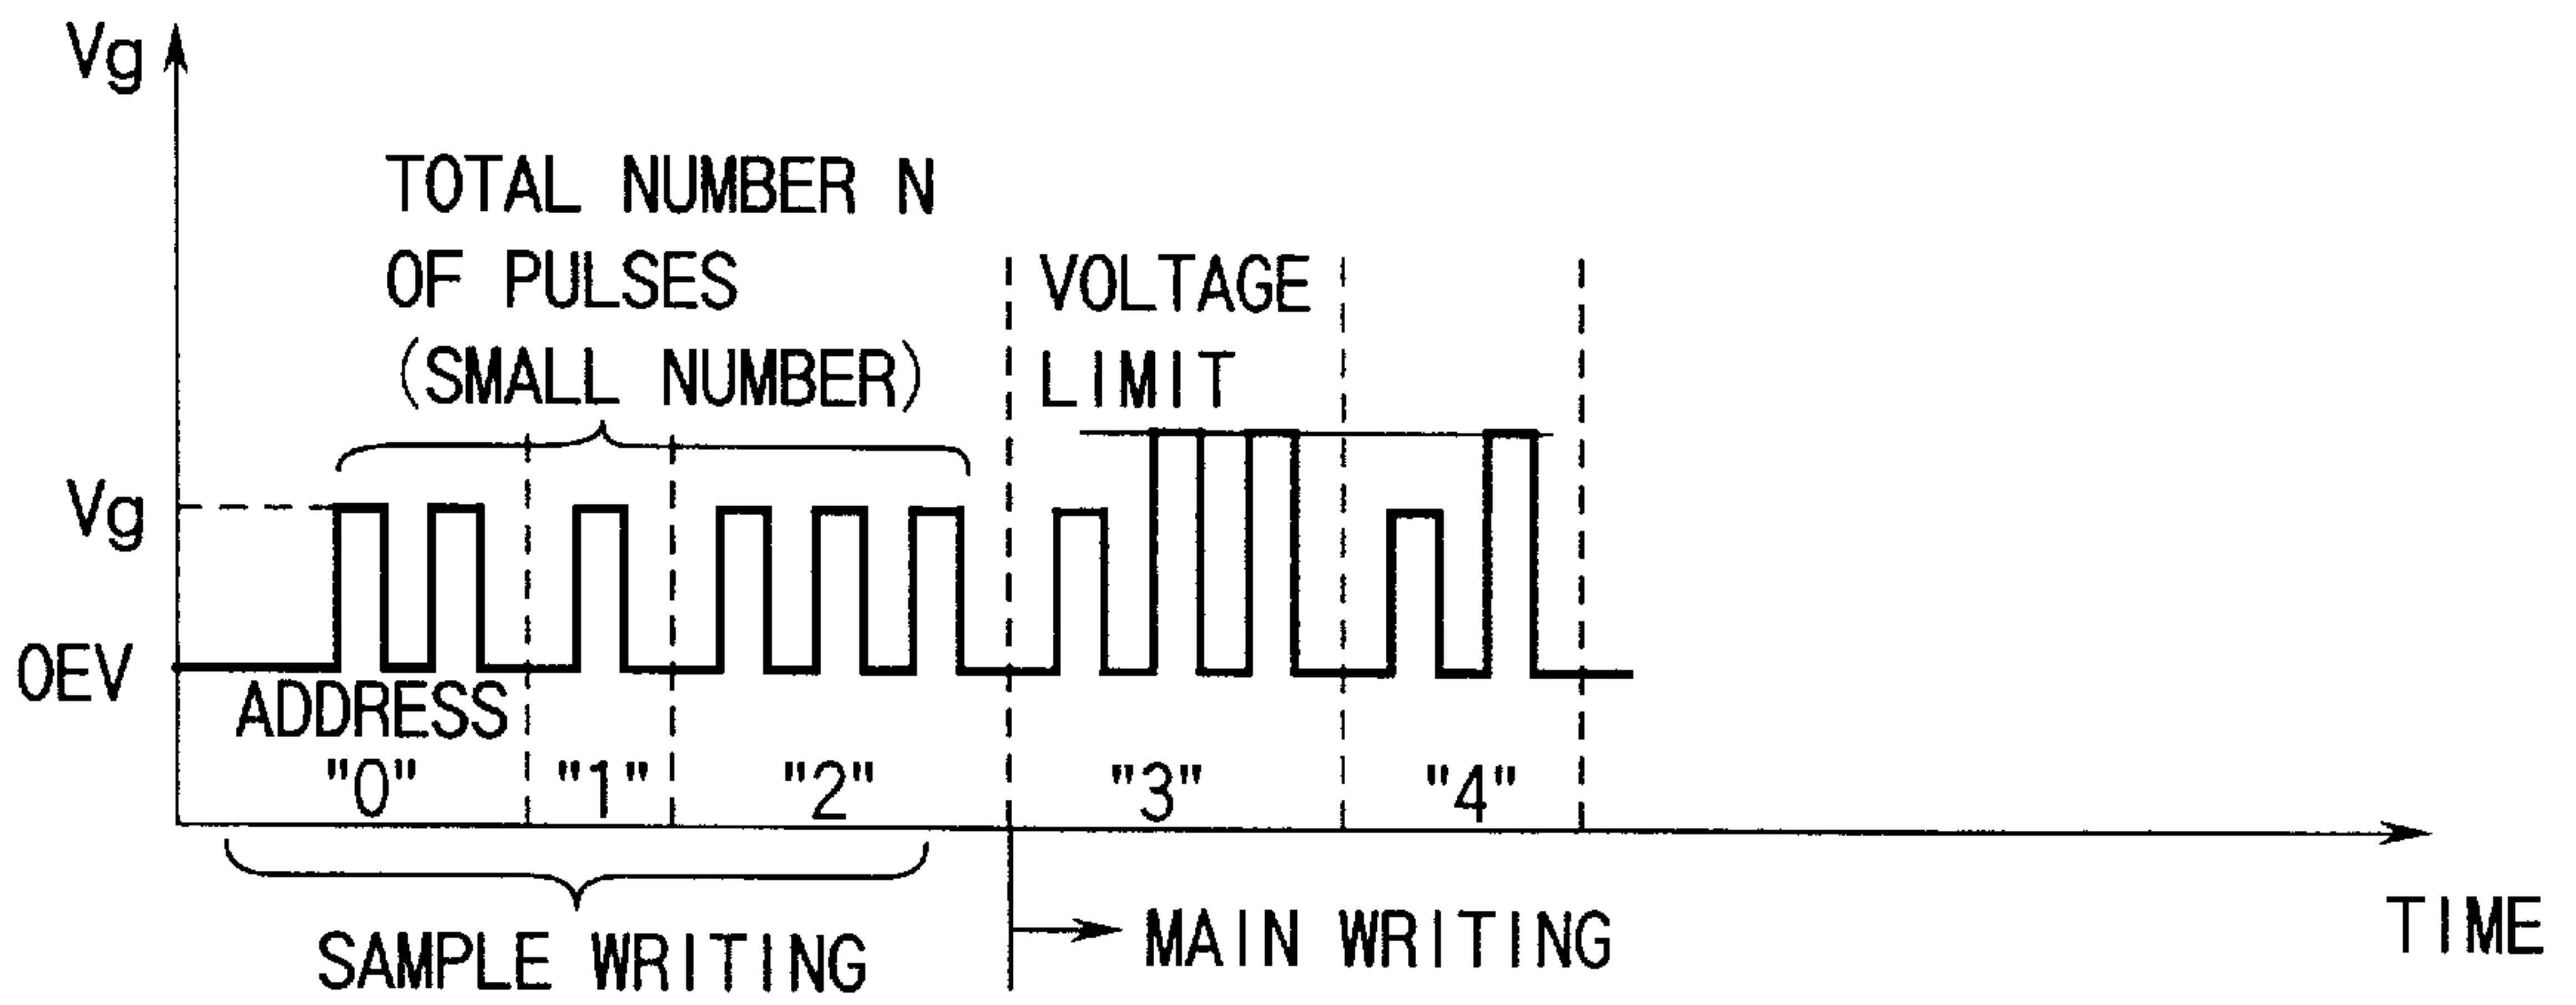 Vg
TOTAL NUMBER N
OF PULSES
(SMALL NUMBER)
VOLTAGE
LIMIT
Vg
OEV
ADDRESS
"0" "1" "2" "3" "4"
TIME
SAMPLE WRITING
MAIN WRITING